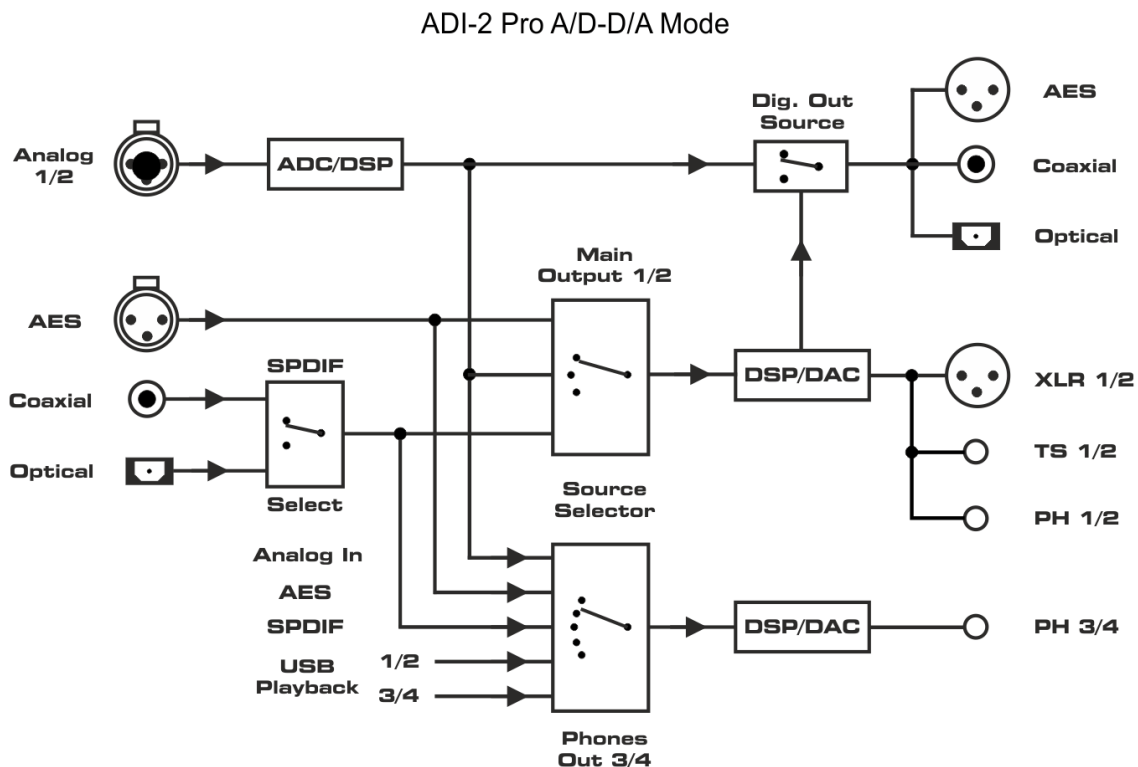 ADI-2 Pro A/D-D/A Mode
Analog
1/2
ADC/DSP
Dig. Out
Source
AES
Coaxial
Optical
AES
Main
Output 1/2
Coaxial
Optical
SPDIF
Select
Source
Selector
DSP/DAC
XLR 1/2
TS 1/2
PH 1/2
Analog In
AES
SPDIF
USB
Playback
1/2
3/4
Phones
Out 3/4
DSP/DAC
PH 3/4